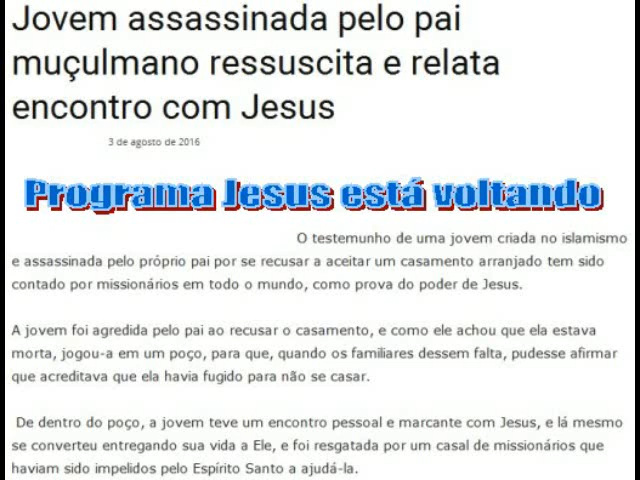 Jovem assassinada pelo pai
muçulmano ressuscita e relata
encontro com Jesus
3 de agosto de 2016
Programa Jesus está voltando
O testemunho de uma jovem criada no islamismo
e assassinada pelo próprio pai por se recusar a aceitar um casamento arranjado tem sido
contado por missionários em todo o mundo, como prova do poder de Jesus.
A jovem foi agredida pelo pai ao recusar o casamento, e como ele achou que ela estava
morta, jogou-a em um poço, para que, quando os familiares dessem falta, pudesse afirmar
que acreditava que ela havia fugido para não se casar.
De dentro do poço, a jovem teve um encontro pessoal e marcante com Jesus, e lá mesmo
se converteu entregando sua vida a Ele, e foi resgatada por um casal de missionários que
haviam sido impelidos pelo Espírito Santo a ajudá-la.